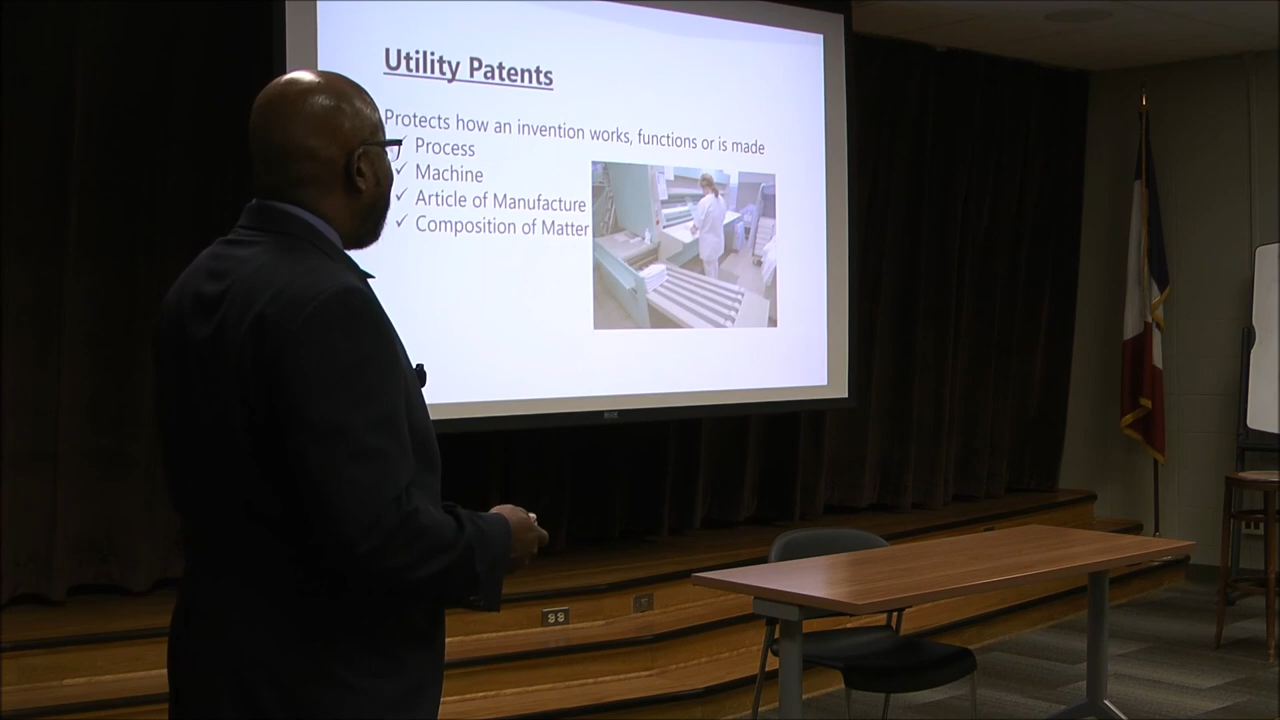 Utility Patents
Protects how an invention works, functions or is made
✓ Process
✓ Machine
✓ Article of Manufacture
✓ Composition of Matter